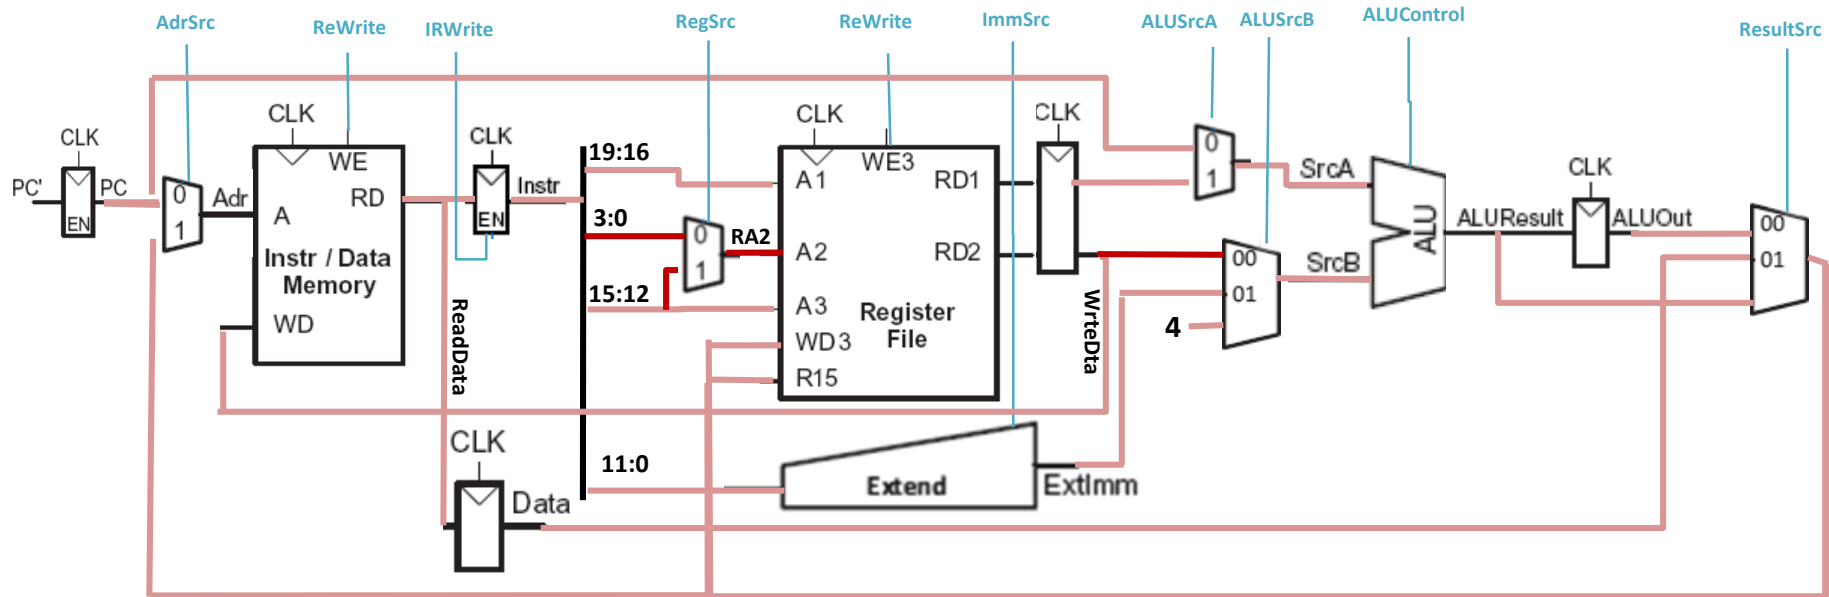 AdrSrc
ReWrite
IRWrite
RegSrc
ReWrite
ImmSrc
ALUSrcA
ALUSrcB
ALUControl
ResultSrc
CLK
PC'
PC
EN
0
1
Adr
CLK
WE
RD
A
Instr / Data
Memory
WD
CLK
Instr
EN
ReadData
CLK
Data
19:16
3:0
15:12
11:0
0
1
RA2
CLK
WE3
A1
RD1
A2
RD2
A3
Register
File
WD3
R15
Extend
ExtImm
CLK
WrteDta
0
1
SrcA
00
01
4
SrcB
ALU
ALUResult
CLK
ALUOut
00
01